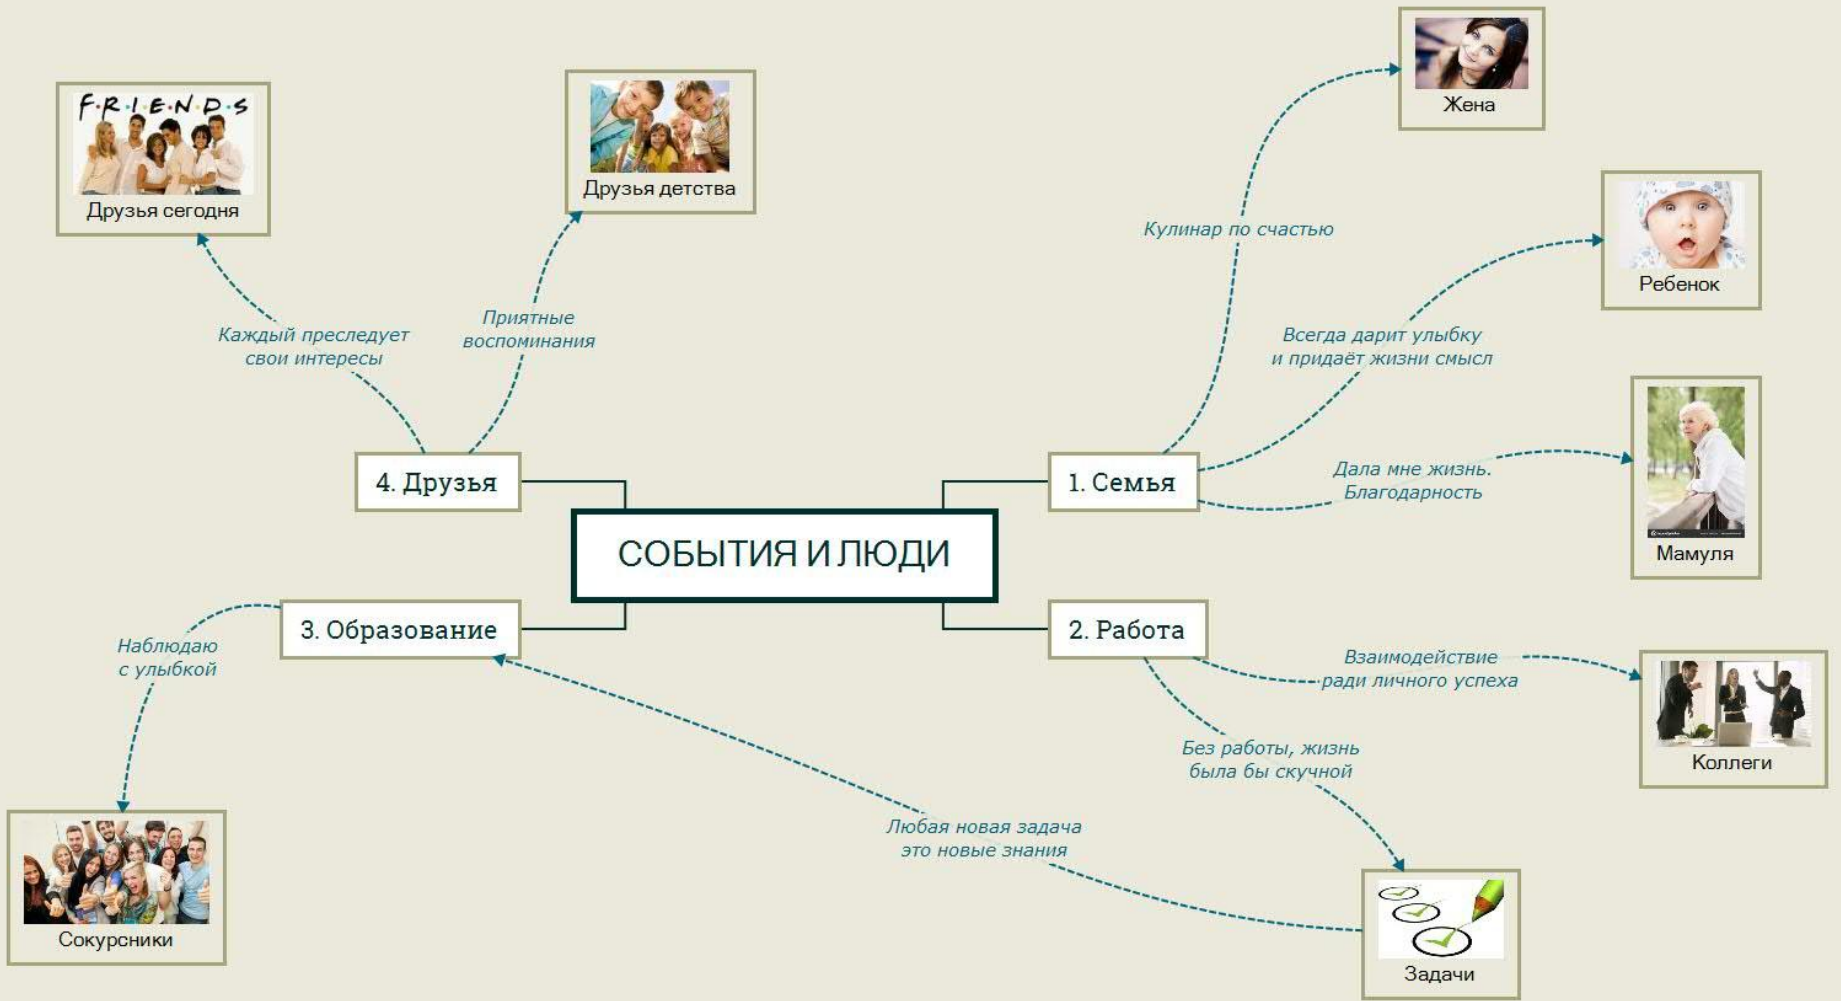 F·R·I·E·N·D·S
Друзья сегодня
Друзья детства
Жена
Кулинар по счастью
Ребенок
Каждый преследует
свои интересы
Приятные
воспоминания
Всегда дарит улыбку
и придаёт жизни смысл
Дала мне жизнь.
Благодарность
Мамуля
4. Друзья
1. Семья
СОБЫТИЯ И ЛЮДИ
3. Образование
2. Работа
Наблюдаю
с улыбкой
Взаимодействие
ради личного успеха
Коллеги
Без работы, жизнь
была бы скучной
Любая новая задача
это новые знания
Сокурсники
Задачи